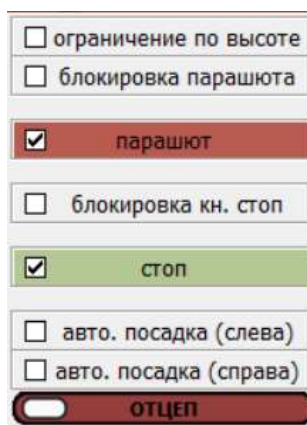 ограничение по высоте
блокировка парашюта
парашют
блокировка кн. стоп
стоп
авто. посадка (слева)
авто. посадка (справа)
ОТЦЕП